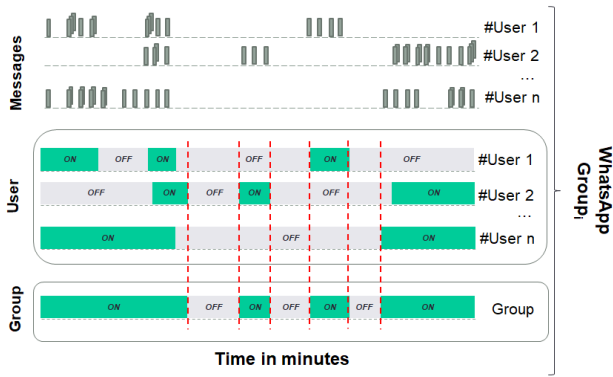 Messages
#User 1
#User 2
...
#User n
User
ON OFF ON OFF ON OFF #User 1
OFF ON OFF ON OFF ON #User 2
...
ON OFF ON #User n
Group
ON OFF ON OFF ON OFF ON Group
Time in minutes
WhatsApp
Groupi